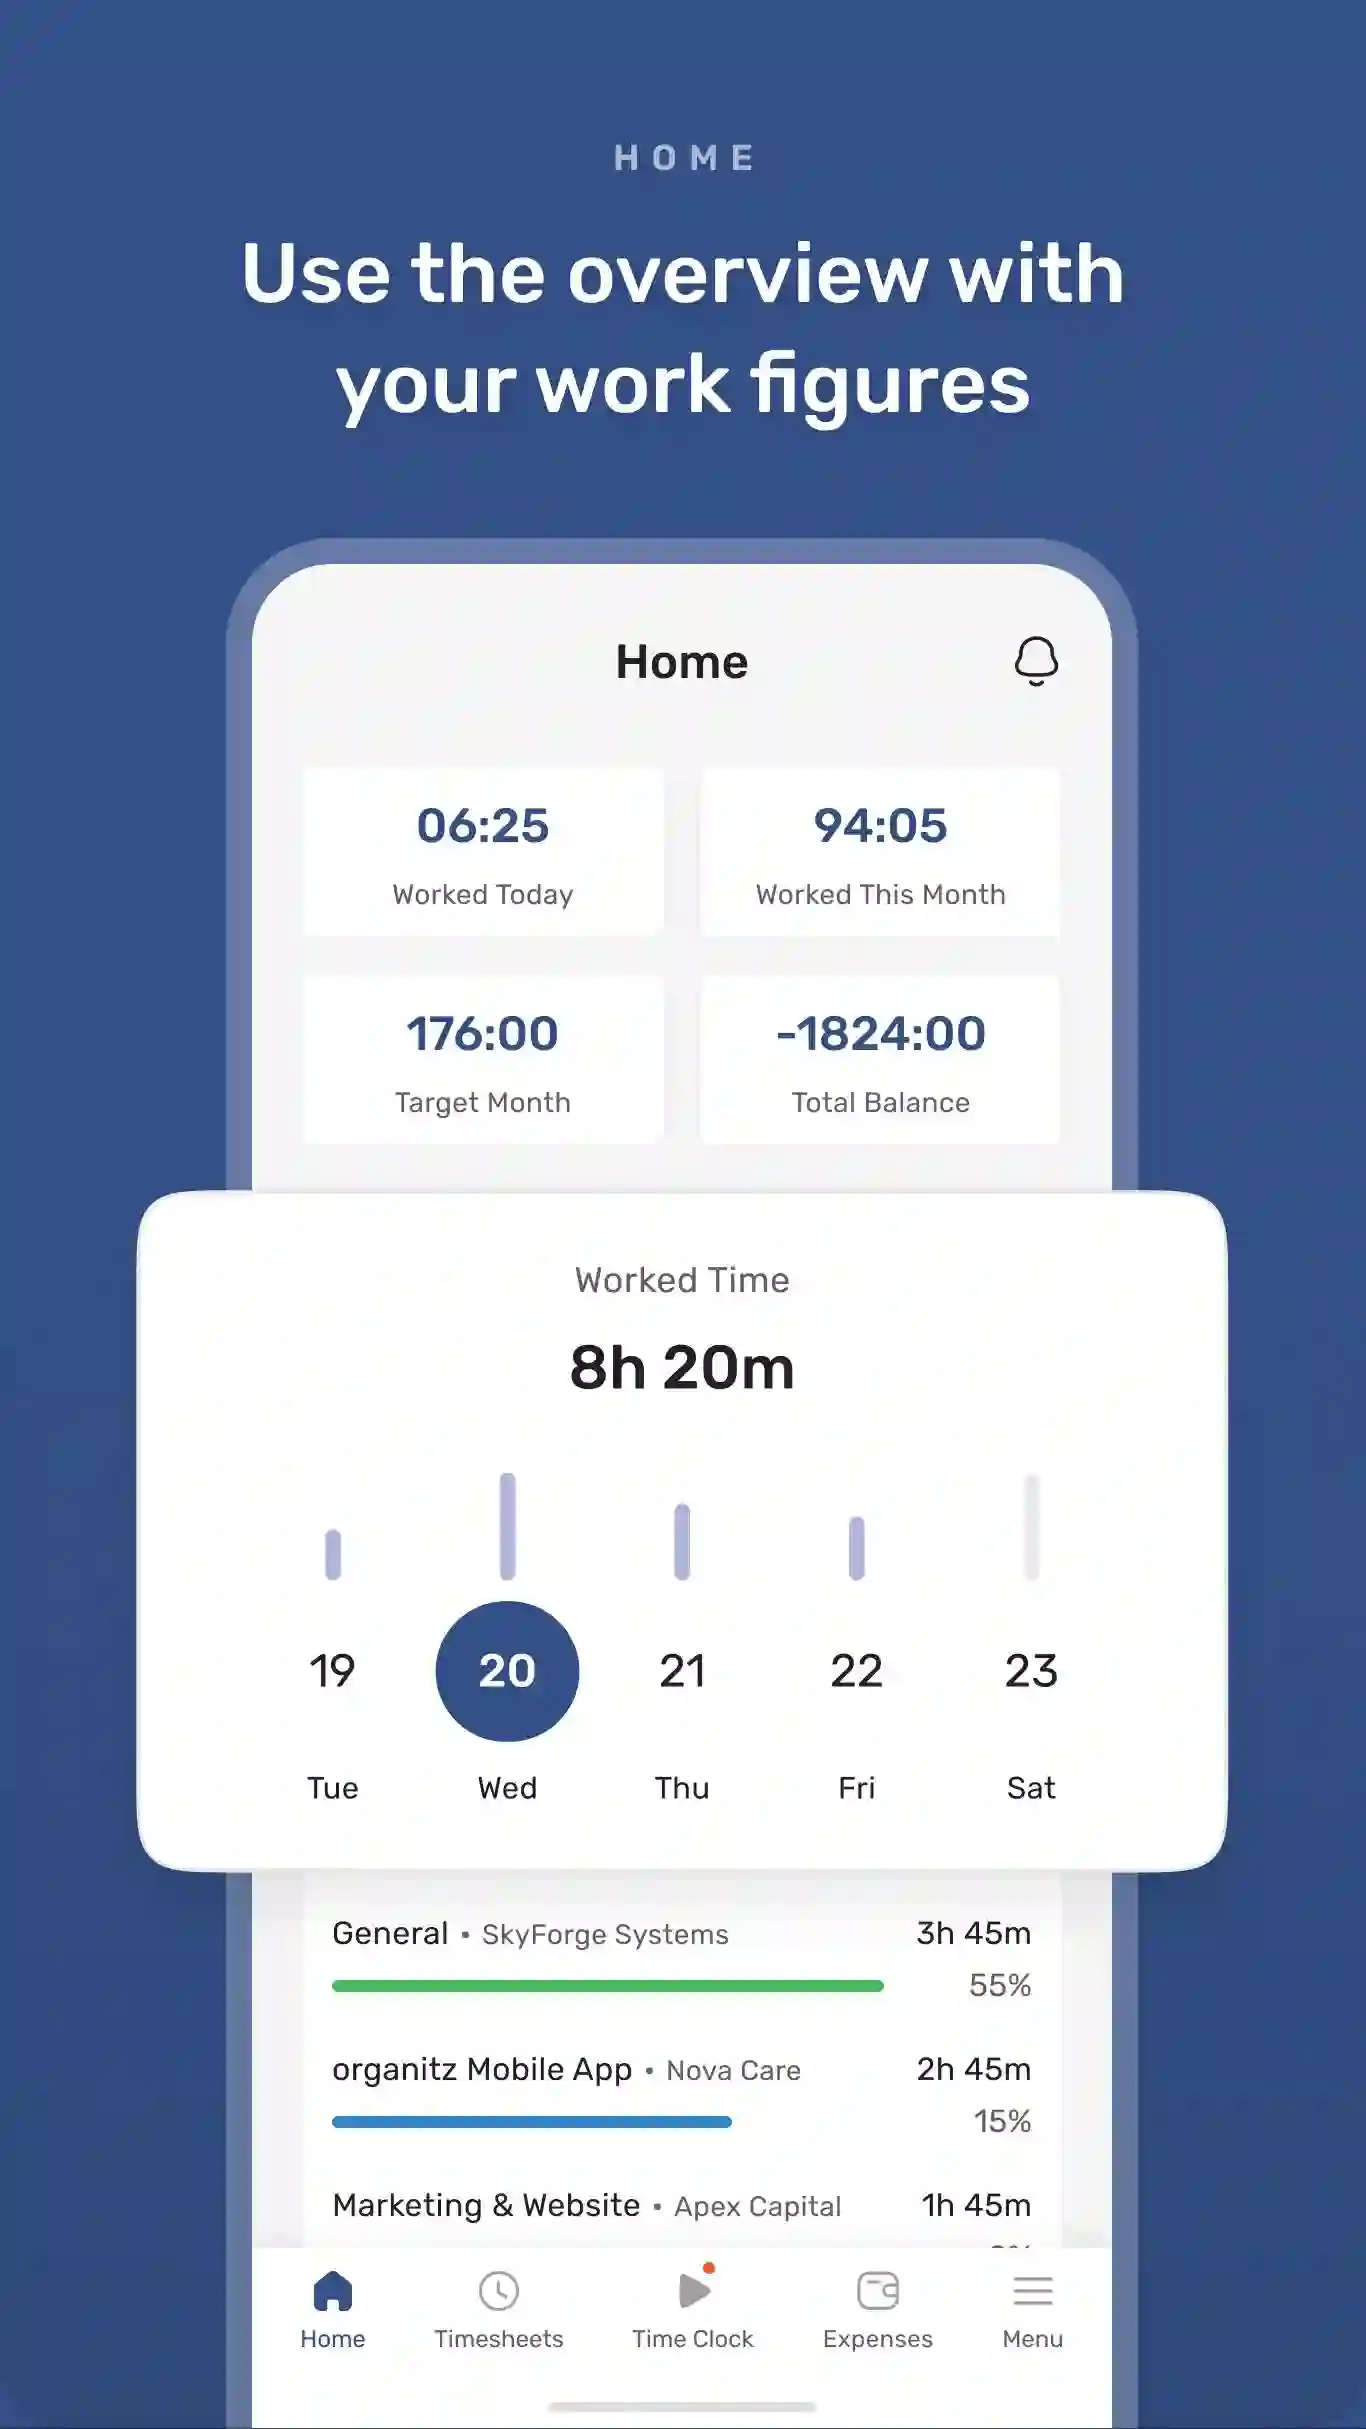 HOME
Use the overview with
your work figures
Home
06:25
Worked Today
94:05
Worked This Month
176:00
Target Month
-1824:00
Total Balance
Worked Time
8h 20m
19 20 21 22 23
Tue Wed Thu Fri Sat
General • SkyForge Systems 3h 45m
55%
organitz Mobile App • Nova Care 2h 45m
15%
Marketing & Website • Apex Capital 1h 45m
Home Timesheets Time Clock Expenses Menu